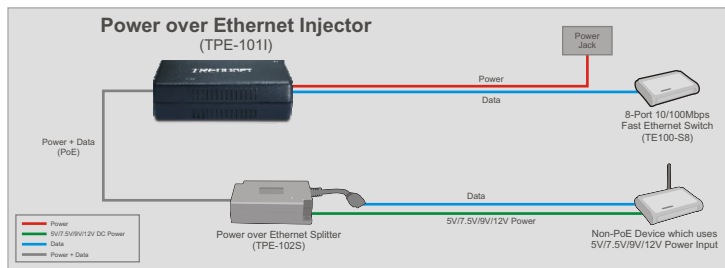 Power over Ethernet Injector
(TPE-101I)
Power
Jack
TRENDNET
Power
Data
8-Port 10/100Mbps
Fast Ethernet Switch
(TE100-S8)
Power + Data
(PoE)
Data
5V/7.5V/9V/12V Power
Power over Ethernet Splitter
(TPE-102S)
Non-PoE Device which uses
5V/7.5V/9V/12V Power Input
Power
5V/7.5V/9V/12V DC Power
Data
Power + Data